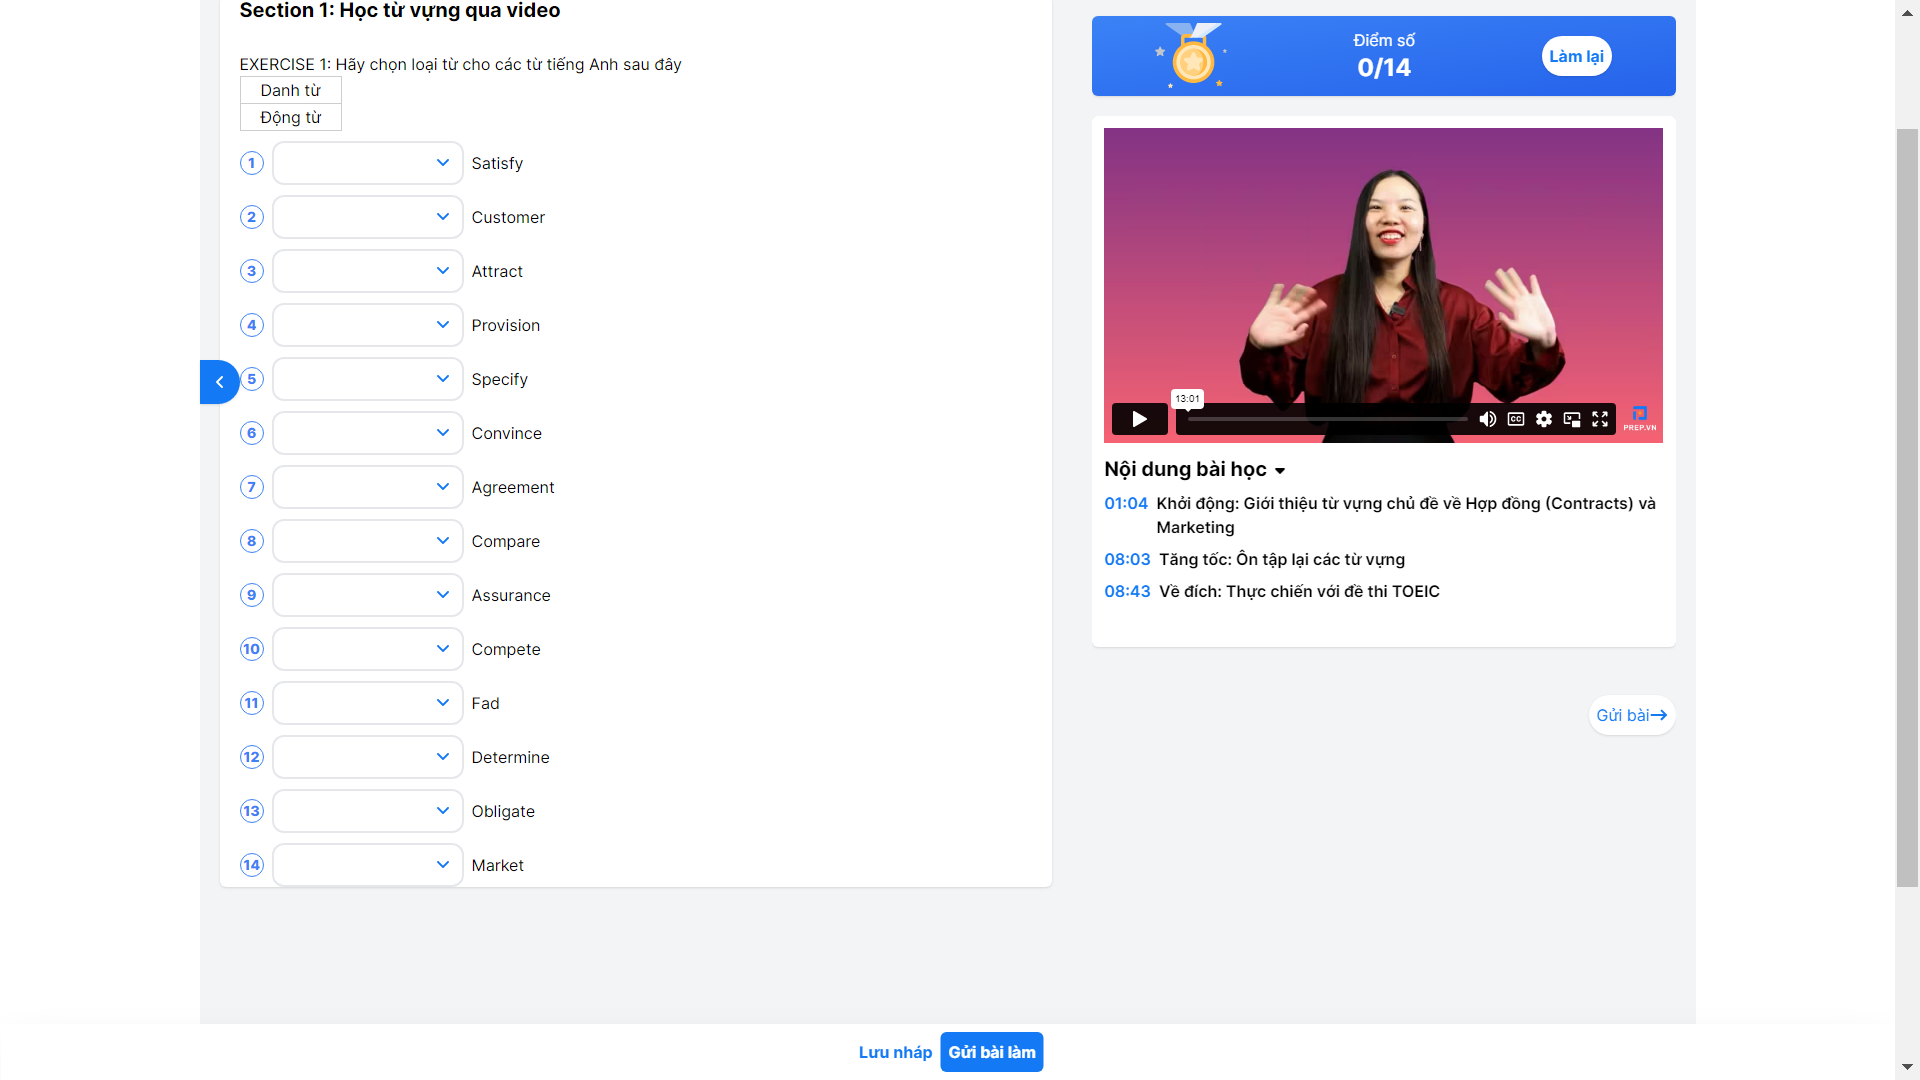 Section 1: Học từ vựng qua video
EXERCISE 1: Hãy chọn loại từ cho các từ tiếng Anh sau đây
Danh từ
Động từ
1 Satisfy
2 Customer
3 Attract
4 Provision
5 Specify
6 Convince
7 Agreement
8 Compare
9 Assurance
10 Compete
11 Fad
12 Determine
13 Obligate
14 Market
Điểm số
0/14
Làm lại
13:01
CC
PREP.VN
Nội dung bài học
01:04 Khởi động: Giới thiệu từ vựng chủ đề về Hợp đồng (Contracts) và
Marketing
08:03 Tăng tốc: Ôn tập lại các từ vựng
08:43 Về đích: Thực chiến với đề thi TOEIC
Gửi bài
Lưu nháp
Gửi bài làm